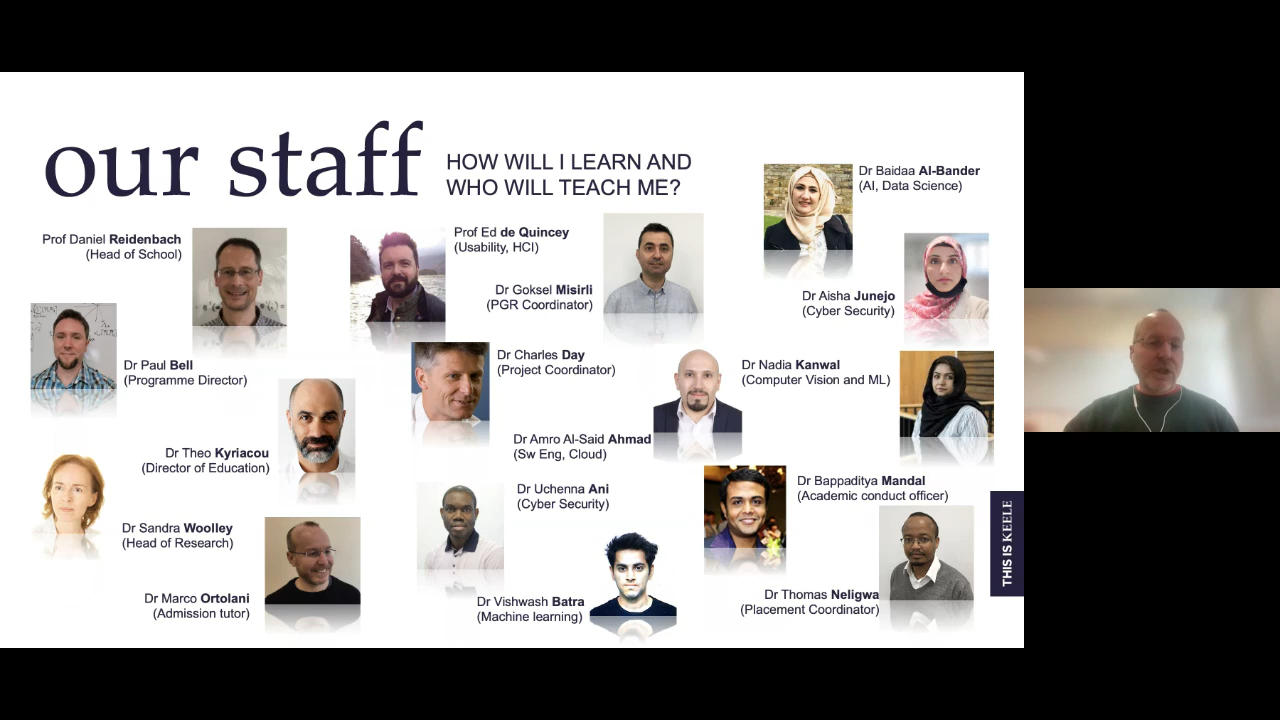 our staff
HOW WILL I LEARN AND
WHO WILL TEACH ME?
Dr Baidaa Al-Bander
(AI, Data Science)
Prof Daniel Reidenbach
(Head of School)
Prof Ed de Quincey
(Usability, HCI)
Dr Goksel Misirli
(PGR Coordinator)
Dr Aisha Junejo
(Cyber Security)
Dr Paul Bell
(Programme Director)
Dr Charles Day
(Project Coordinator)
Dr Nadia Kanwal
(Computer Vision and ML)
Dr Theo Kyriacou
(Director of Education)
Dr Amro Al-Said Ahmad
(Sw Eng, Cloud)
Dr Uchenna Ani
(Cyber Security)
Dr Bappaditya Mandal
(Academic conduct officer)
Dr Sandra Woolley
(Head of Research)
Dr Marco Ortolani
(Admission tutor)
Dr Vishwash Batra
(Machine learning)
Dr Thomas Neligwa
(Placement Coordinator)
THIS IS KEELE